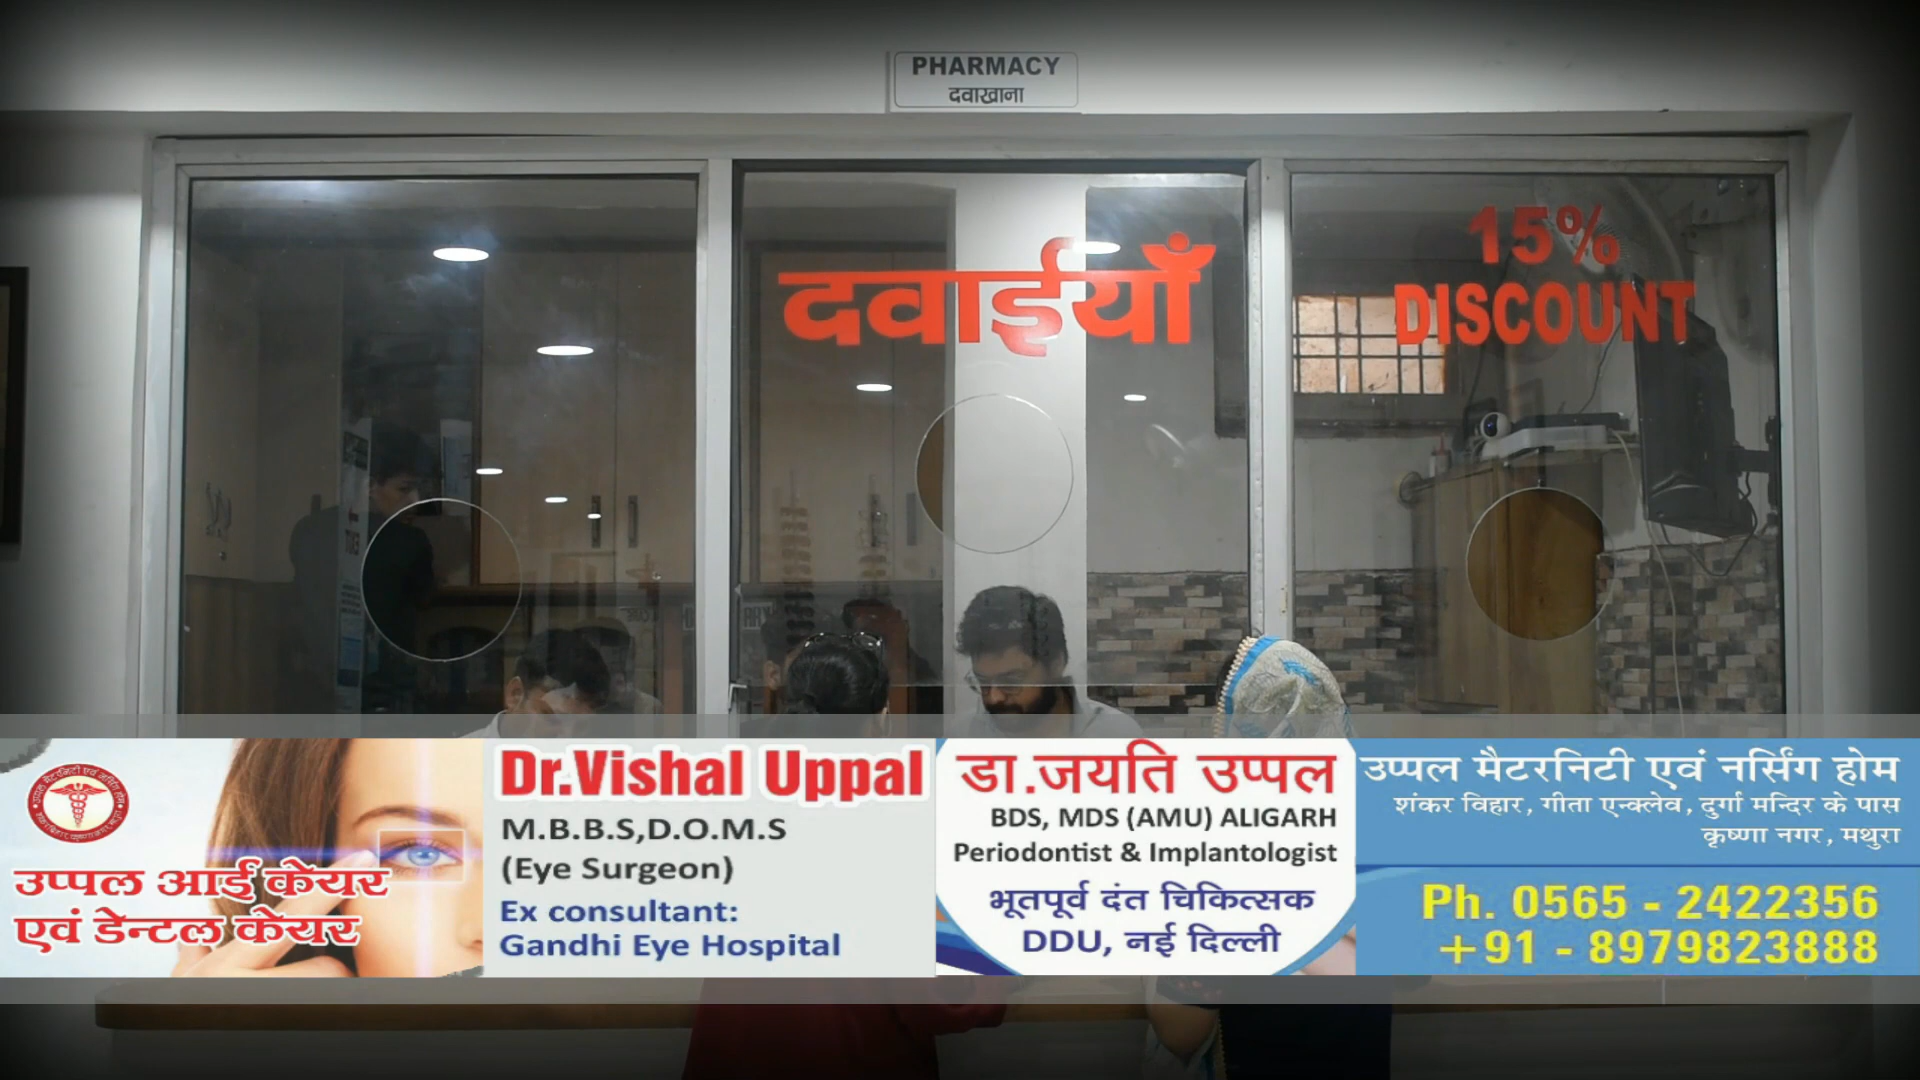 PHARMACY
दवाखाना
दवाईयाँ
15%
DISCOUNT
उप्पल आई केयर
एवं डेन्टल केयर
Dr.Vishal Uppal
M.B.B.S,D.O.M.S
(Eye Surgeon)
Ex consultant:
Gandhi Eye Hospital
डा.जयति उप्पल
BDS, MDS (AMU) ALIGARH
Periodontist & Implantologist
भूतपूर्व दंत चिकित्सक
DDU, नई दिल्ली
उप्पल मैटरनिटी एवं नर्सिंग होम
शंकर विहार, गीता एन्क्लेव, दुर्गा मन्दिर के पास
कृष्णा नगर, मथुरा
Ph. 0565 - 2422356
+91 - 8979823888